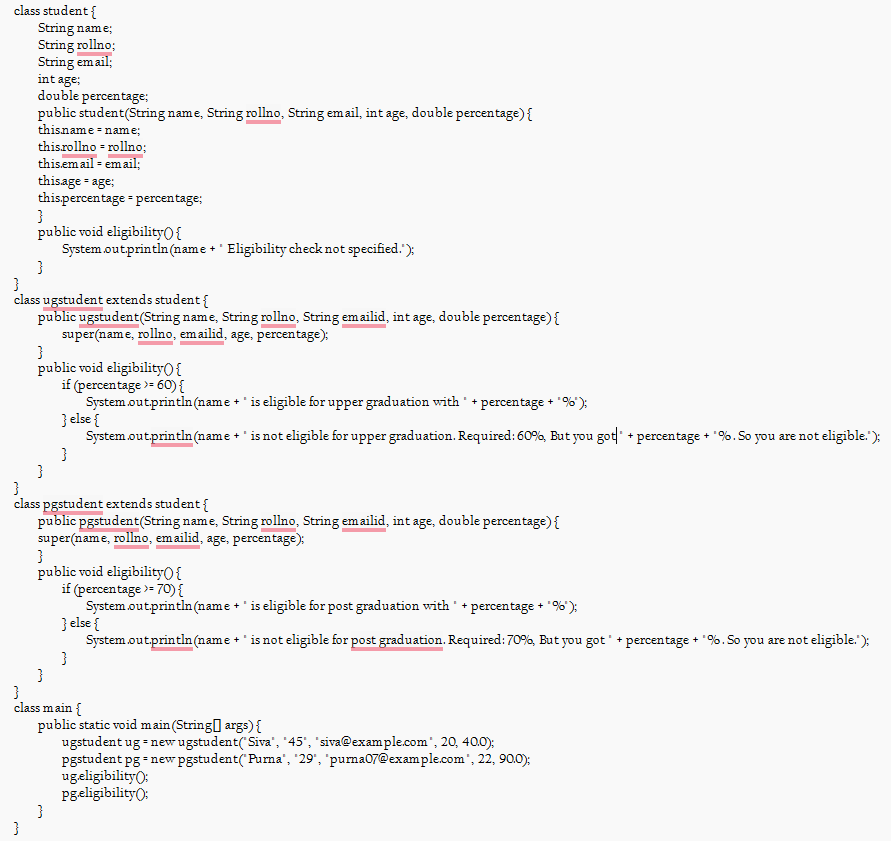 class student {
String name;
String rollno;
String email;
int age;
double percentage;
public student(String name, String rollno, String email, int age, double percentage) {
this.name = name;
this.rollno = rollno;
this.email = email;
this.age = age;
this.percentage = percentage;
}
public void eligibility() {
System.out.println(name + " Eligibility check not specified.");
}
}
class ugstudent extends student {
public ugstudent(String name, String rollno, String emailid, int age, double percentage) {
super(name, rollno, emailid, age, percentage);
}
public void eligibility() {
if (percentage >= 60) {
System.out.println(name + " is eligible for upper graduation with " + percentage + "%");
} else {
System.out.println(name + " is not eligible for upper graduation. Required: 60%, But you got " + percentage + "%. So you are not eligible.");
}
}
}
class pgstudent extends student {
public pgstudent(String name, String rollno, String emailid, int age, double percentage) {
super(name, rollno, emailid, age, percentage);
}
public void eligibility() {
if (percentage >= 70) {
System.out.println(name + " is eligible for post graduation with " + percentage + "%");
} else {
System.out.println(name + " is not eligible for post graduation. Required: 70%, But you got " + percentage + "%. So you are not eligible.");
}
}
}
class main {
public static void main(String[] args) {
ugstudent ug = new ugstudent("Siva", "45", "siva@example.com", 20, 40.0);
pgstudent pg = new pgstudent("Purna", "29", "purna07@example.com", 22, 90.0);
ug.eligibility();
pg.eligibility();
}
}